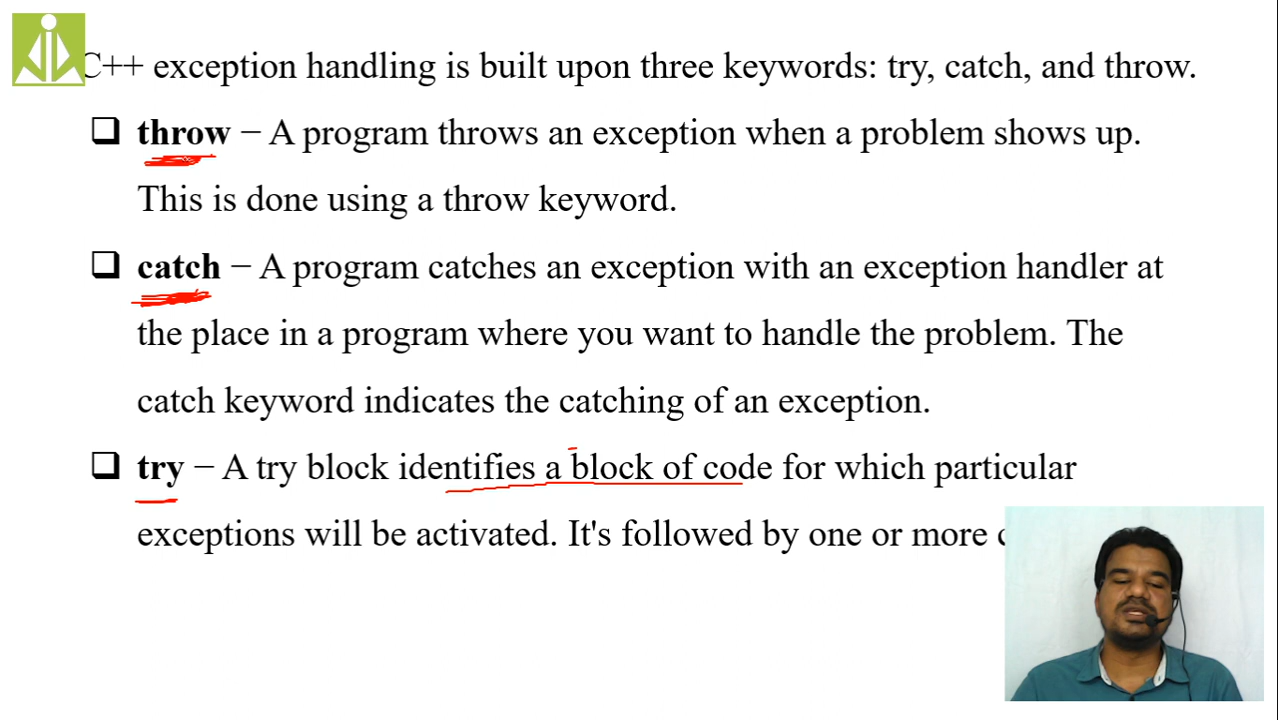 C++ exception handling is built upon three keywords: try, catch, and throw.
❑ throw − A program throws an exception when a problem shows up.
This is done using a throw keyword.
❑ catch − A program catches an exception with an exception handler at
the place in a program where you want to handle the problem. The
catch keyword indicates the catching of an exception.
❑ try − A try block identifies a block of code for which particular
exceptions will be activated. It's followed by one or more